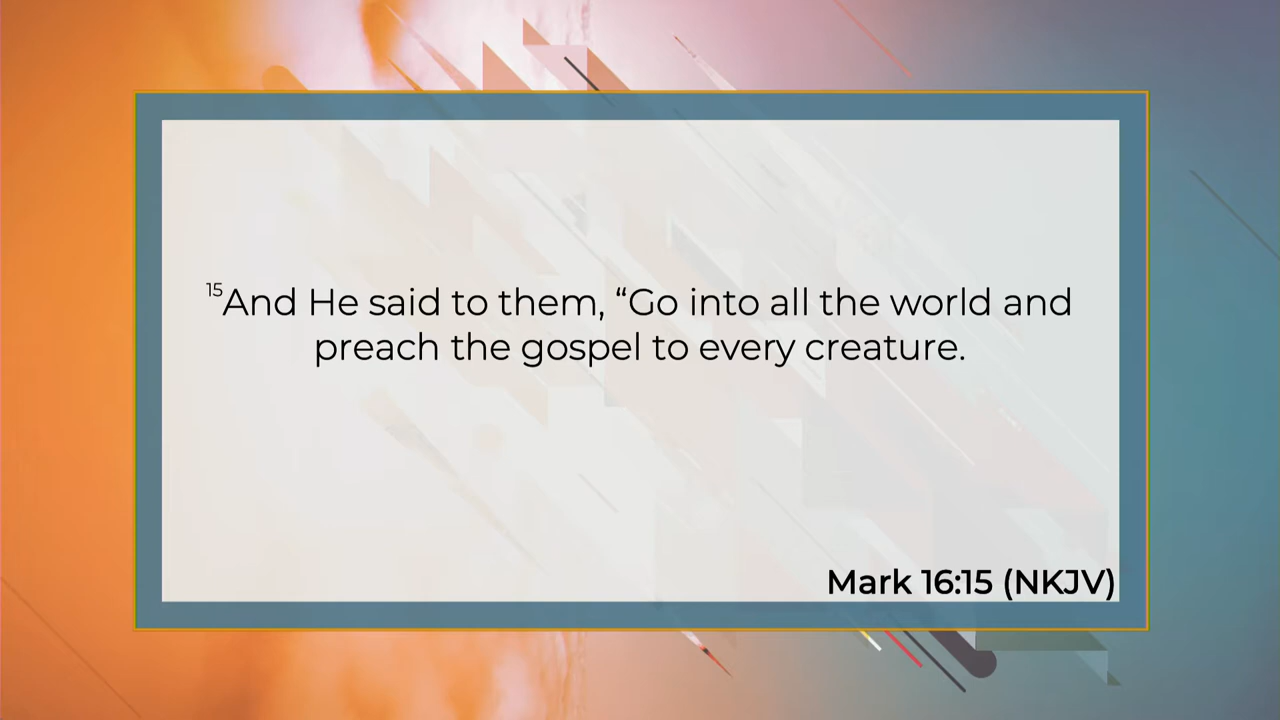 15And He said to them, “Go into all the world and
preach the gospel to every creature.
Mark 16:15 (NKJV)